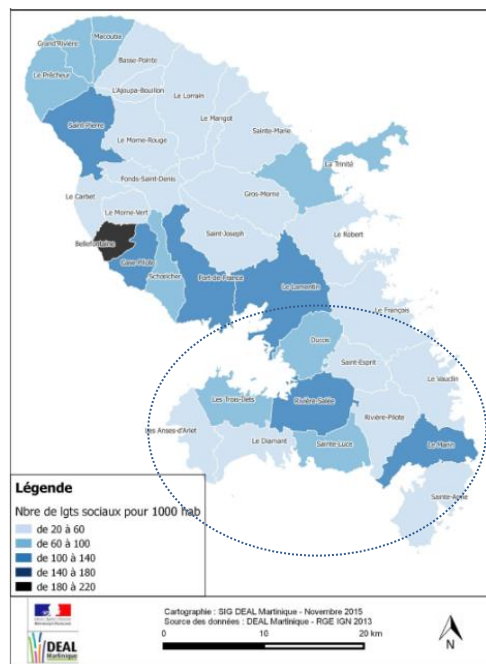 Grand'Rivière
Macouba
Basse-Pointe
Le Prêcheur
L'Ajoupa-Bouillon
Le Lorrain
Saint-Pierre
Le Marigot
Sainte-Marie
Le Morne-Rouge
La Trinité
Fonds-Saint-Denis
Gros-Morne
Le Carbet
Le Morne-Vert
Saint-Joseph
Le Robert
Bellefontaine
Case-Pilote
Schœlcher
Fort-de-France
Le Lamentin
Le François
Ducos
Saint-Esprit
Le Vauclin
Les Trois-Ilets
Rivière-Salée
Rivière-Pilote
Les Anses-d'Arlet
Le Diamant
Sainte-Luce
Le Marin
Sainte-Anne
Légende
Nbre de lgts sociaux pour 1000 hab
de 20 à 60
de 60 à 100
de 100 à 140
de 140 à 180
de 180 à 220
DEAL
Martinique
Cartographie : SIG DEAL Martinique - Novembre 2015
Source des données : DEAL Martinique - RGE IGN 2013
0 10 20 km
N